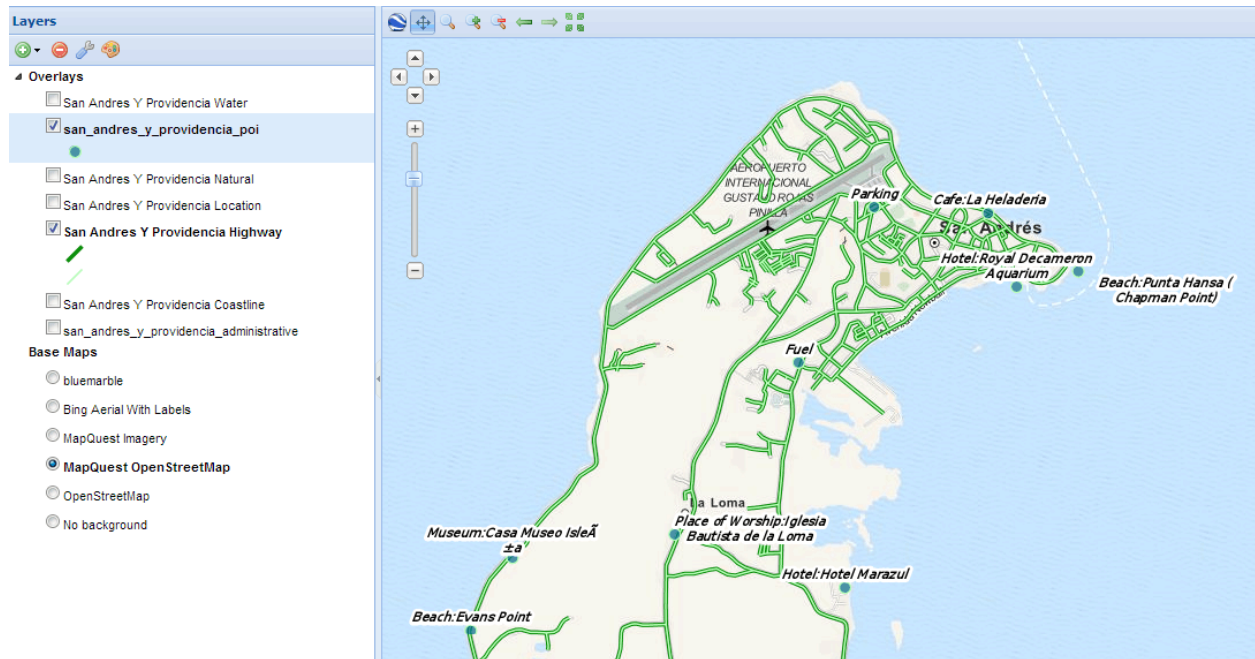 Layers
Overlays
San Andres Y Providencia Water
san_andres_y_providencia_poi
San Andres Y Providencia Natural
San Andres Y Providencia Location
San Andres Y Providencia Highway
San Andres Y Providencia Coastline
san_andres_y_providencia_administrative
Base Maps
bluemarble
Bing Aerial With Labels
MapQuest Imagery
MapQuest OpenStreetMap
OpenStreetMap
No background
AEROPUERTO
INTERNACIONAL
GUSTAVO ROJAS
PINILLA
Parking
Cafe:La Heladeria
San Andrés
Hotel:Royal Decameron
Aquarium
Beach:Punta Hansa (
Chapman Point)
Fuel
La Loma
Place of Worship:Iglesia
Bautista de la Loma
Museum:Casa Museo IsleÃ
±a
Hotel:Hotel Marazul
Beach:Evans Point